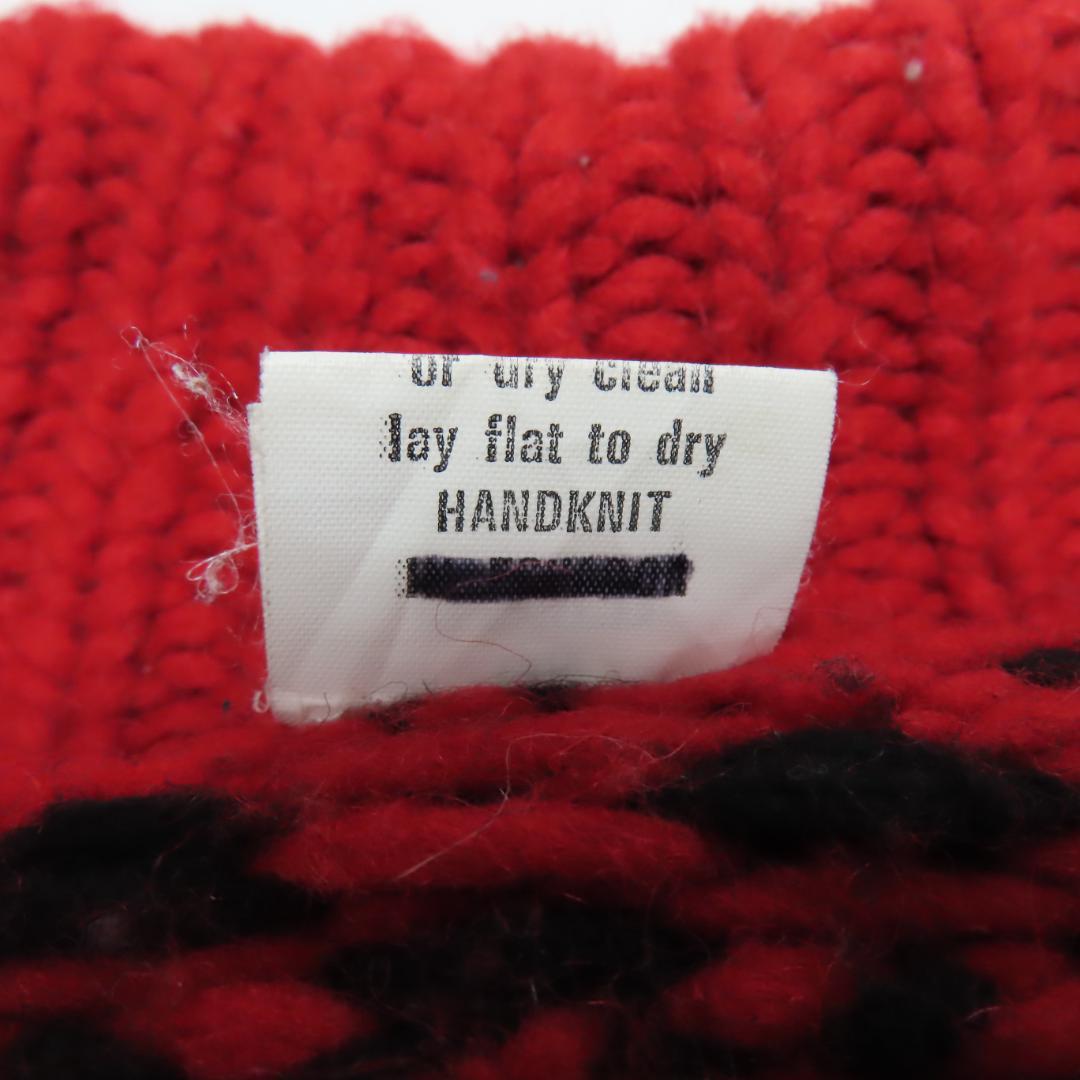 or dry clean
lay flat to dry
HANDKNIT